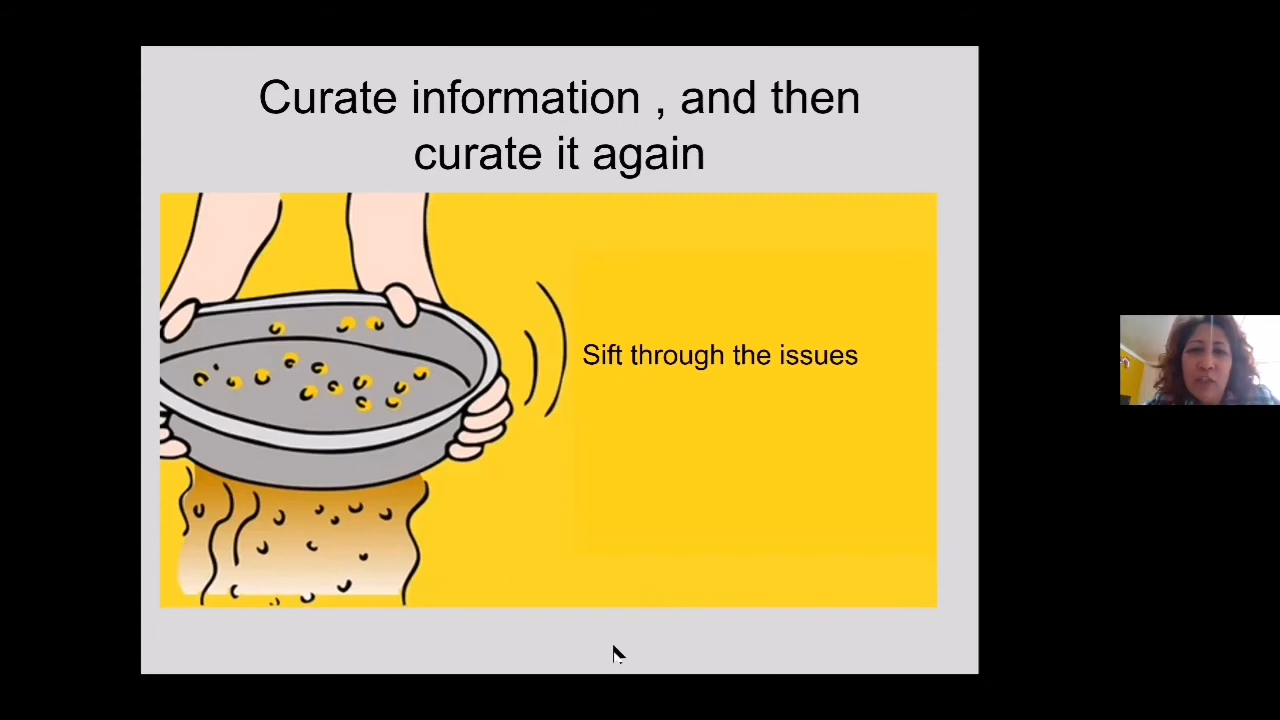 Curate information , and then
curate it again
Sift through the issues